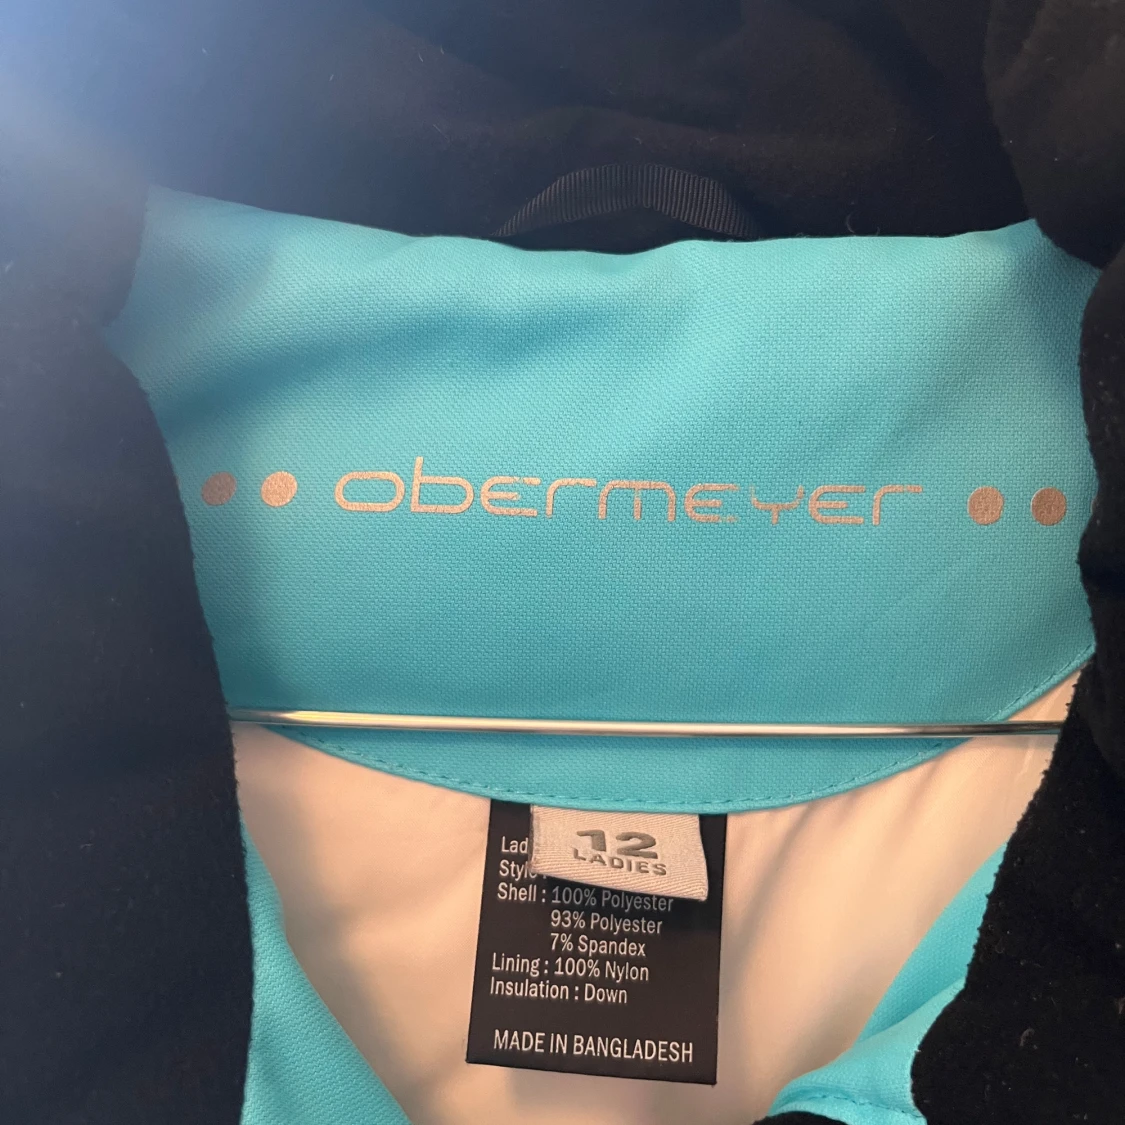 obermeyer
12
LADIES
Shell : 100% Polyester
93% Polyester
7% Spandex
Lining : 100% Nylon
Insulation : Down
MADE IN BANGLADESH